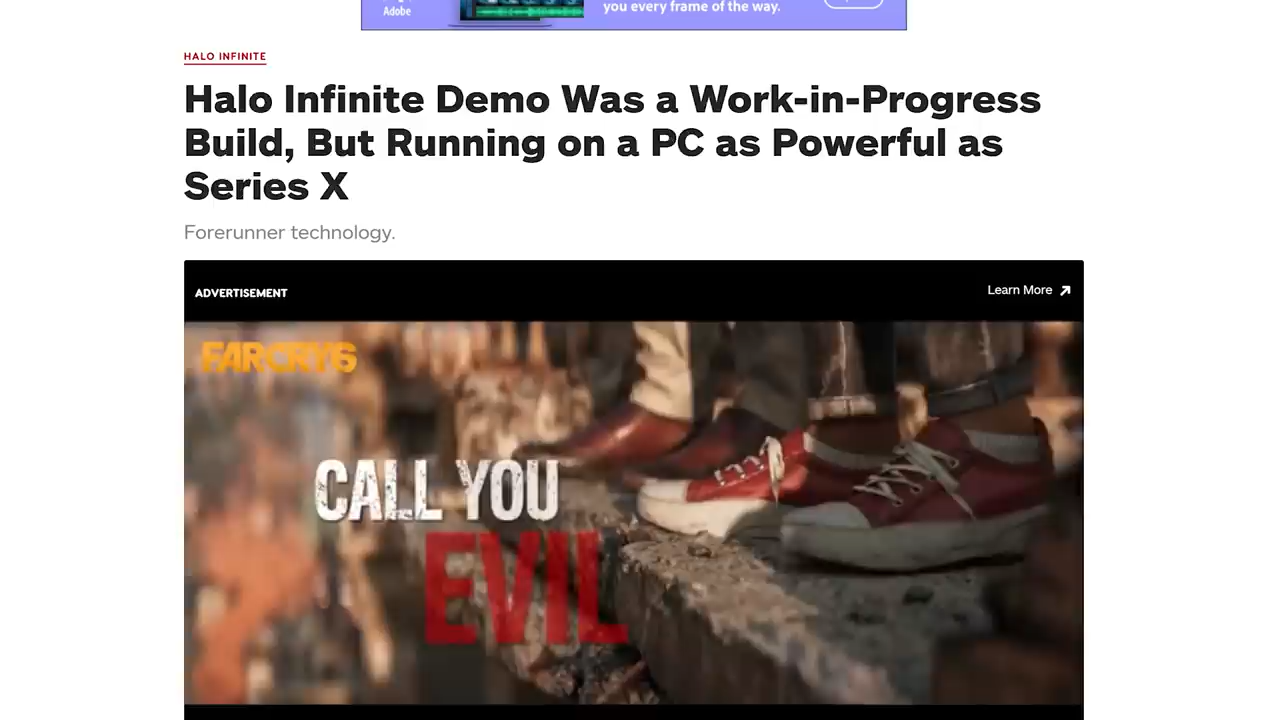 Adobe
you every frame of the way.
HALO INFINITE
Halo Infinite Demo Was a Work-in-Progress
Build, But Running on a PC as Powerful as
Series X
Forerunner technology.
ADVERTISEMENT
Learn More
FARCRY6
CALL YOU
EVIL